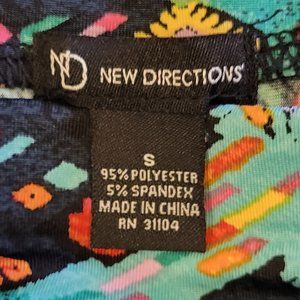 ND NEW DIRECTIONS
S
95% POLYESTER
5% SPANDEX
MADE IN CHINA
RN 31104